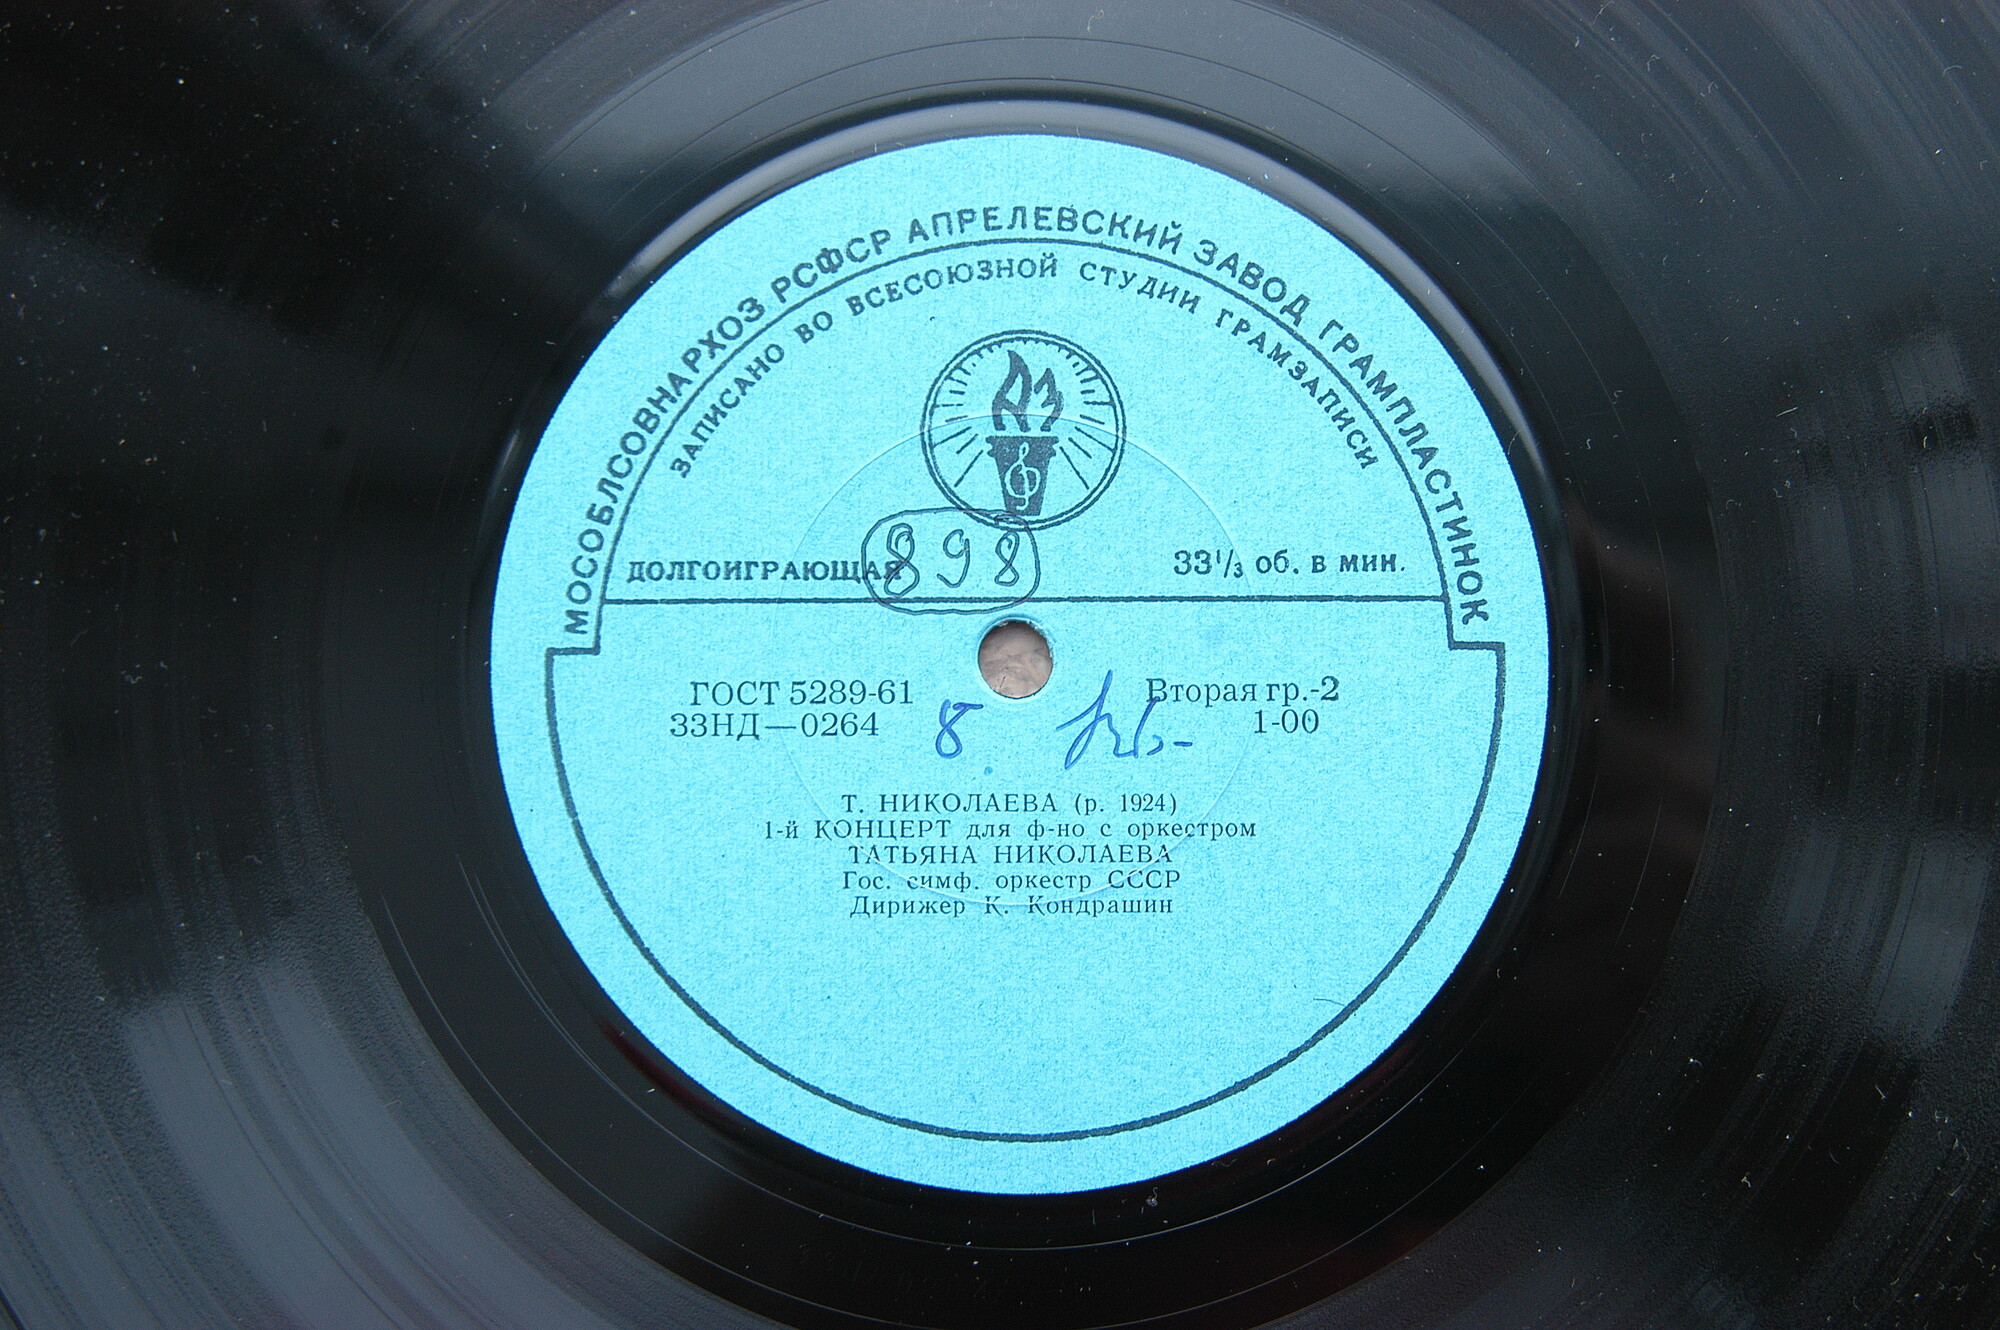 МОСОБЛСОВНАРХОЗ РСФСР АПРЕЛЕВСКИЙ ЗАВОД ГРАМПЛАСТИНОК
ЗАПИСАНО ВО ВСЕСОЮЗНОЙ СТУДИИ ГРАМЗАПИСИ
АЗ
898
ДОЛГОИГРАЮЩАЯ 33⅓ об. в мин.
ГОСТ 5289-61 Вторая гр.-2
33НД—0264 8 1-00
Т. НИКОЛАЕВА (р. 1924)
1-й КОНЦЕРТ для ф-но с оркестром
ТАТЬЯНА НИКОЛАЕВА
Гос. симф. оркестр СССР
Дирижер К. Кондрашин